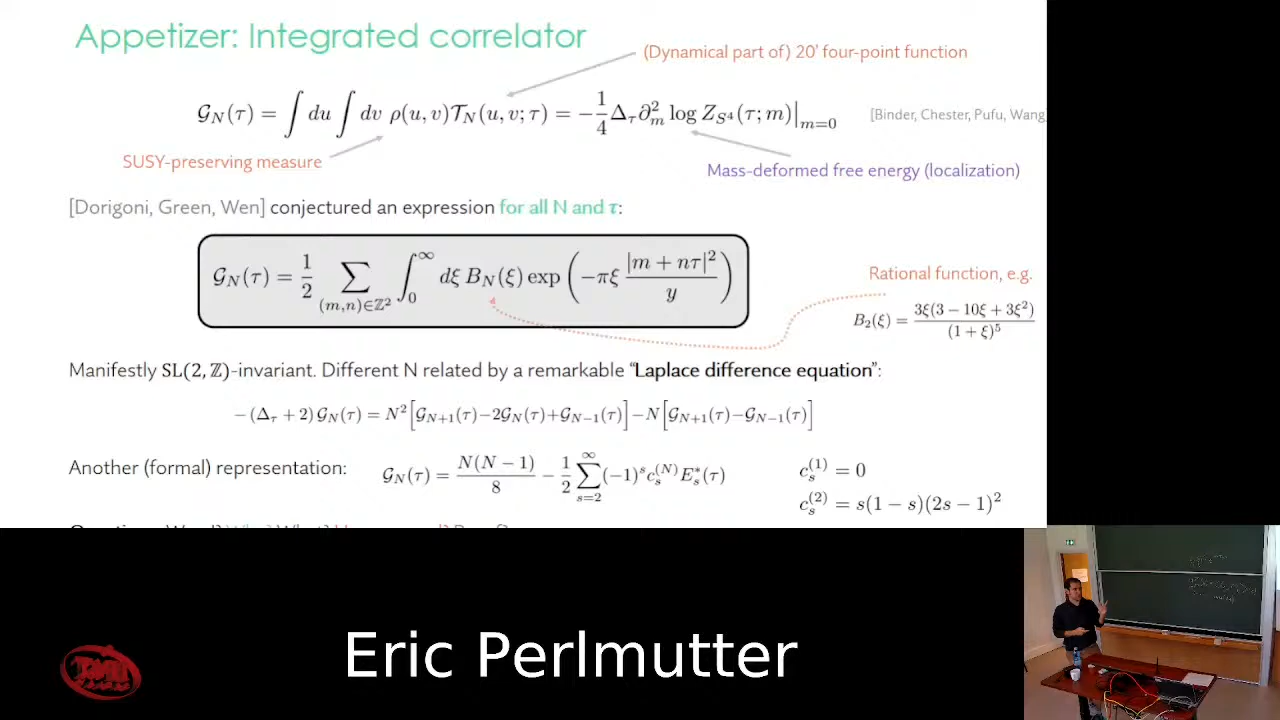 Appetizer: Integrated correlator
(Dynamical part of) 20' four-point function
𝒢_N(τ) = ∫ du ∫ dv ρ(u, v)𝒯_N(u, v; τ) = −1/4 Δ_τ ∂_m^2 log Z_{S^4}(τ; m)|_{m=0}
[Binder, Chester, Pufu, Wang
SUSY-preserving measure
Mass-deformed free energy (localization)
[Dorigoni, Green, Wen] conjectured an expression for all N and τ:
𝒢_N(τ) = 1/2 ∑_{(m,n)∈ℤ^2} ∫_0^∞ dξ B_N(ξ) exp (−πξ |m + nτ|^2 / y)
Rational function, e.g.
B_2(ξ) = 3ξ(3 − 10ξ + 3ξ^2) / (1 + ξ)^5
Manifestly SL(2, ℤ)-invariant. Different N related by a remarkable "Laplace difference equation":
− (Δ_τ + 2) 𝒢_N(τ) = N^2[𝒢_{N+1}(τ)−2𝒢_N(τ)+𝒢_{N−1}(τ)]−N[𝒢_{N+1}(τ)−𝒢_{N−1}(τ)]
Another (formal) representation:
𝒢_N(τ) = N(N − 1)/8 − 1/2 ∑_{s=2}^∞ (−1)^s c_s^{(N)} E_s^*(τ)
c_s^{(1)} = 0
c_s^{(2)} = s(1 − s)(2s − 1)^2
Eric Perlmutter